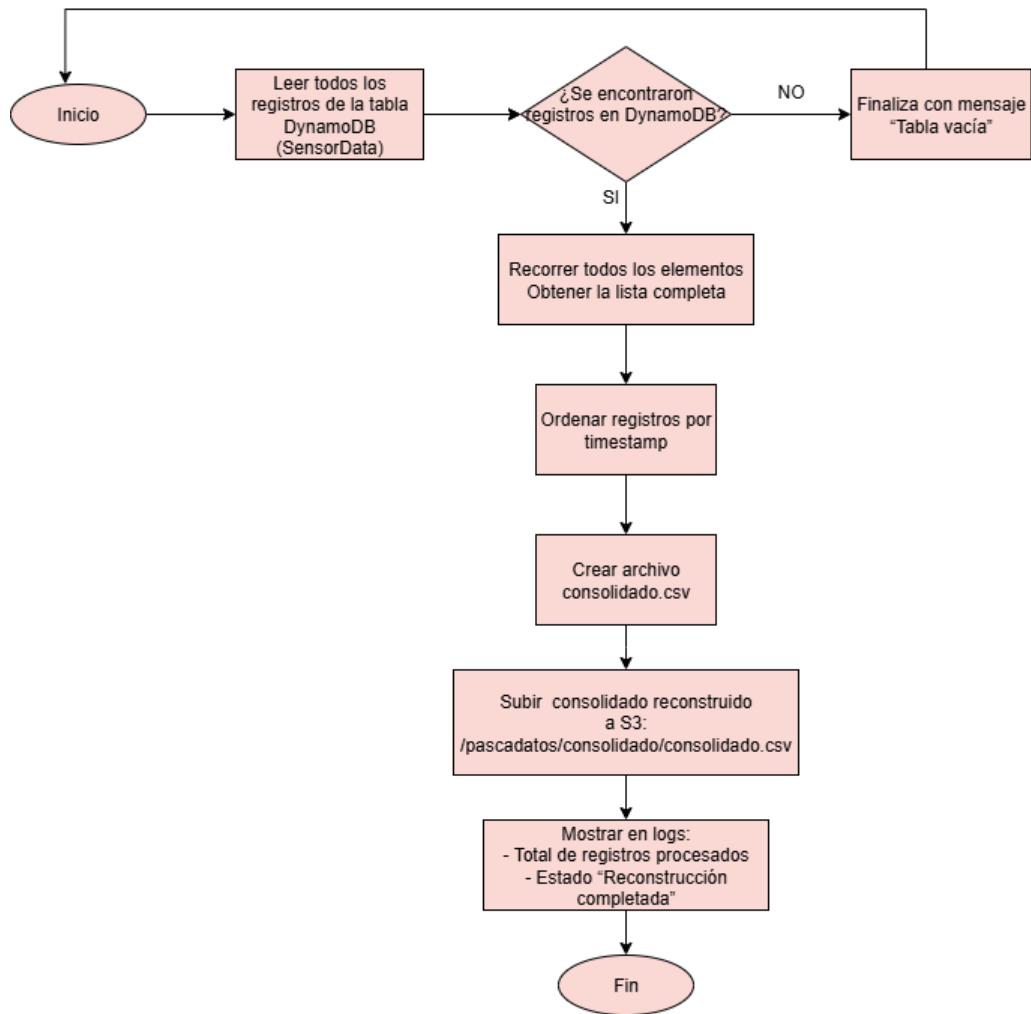 Inicio
Leer todos los
registros de la tabla
DynamoDB
(SensorData)
¿Se encontraron
registros en DynamoDB?
NO
Finaliza con mensaje
“Tabla vacía”
SI
Recorrer todos los elementos
Obtener la lista completa
Ordenar registros por
timestamp
Crear archivo
consolidado.csv
Subir consolidado reconstruido
a S3:
/pascadatos/consolidado/consolidado.csv
Mostrar en logs:
- Total de registros procesados
- Estado “Reconstrucción
completada”
Fin